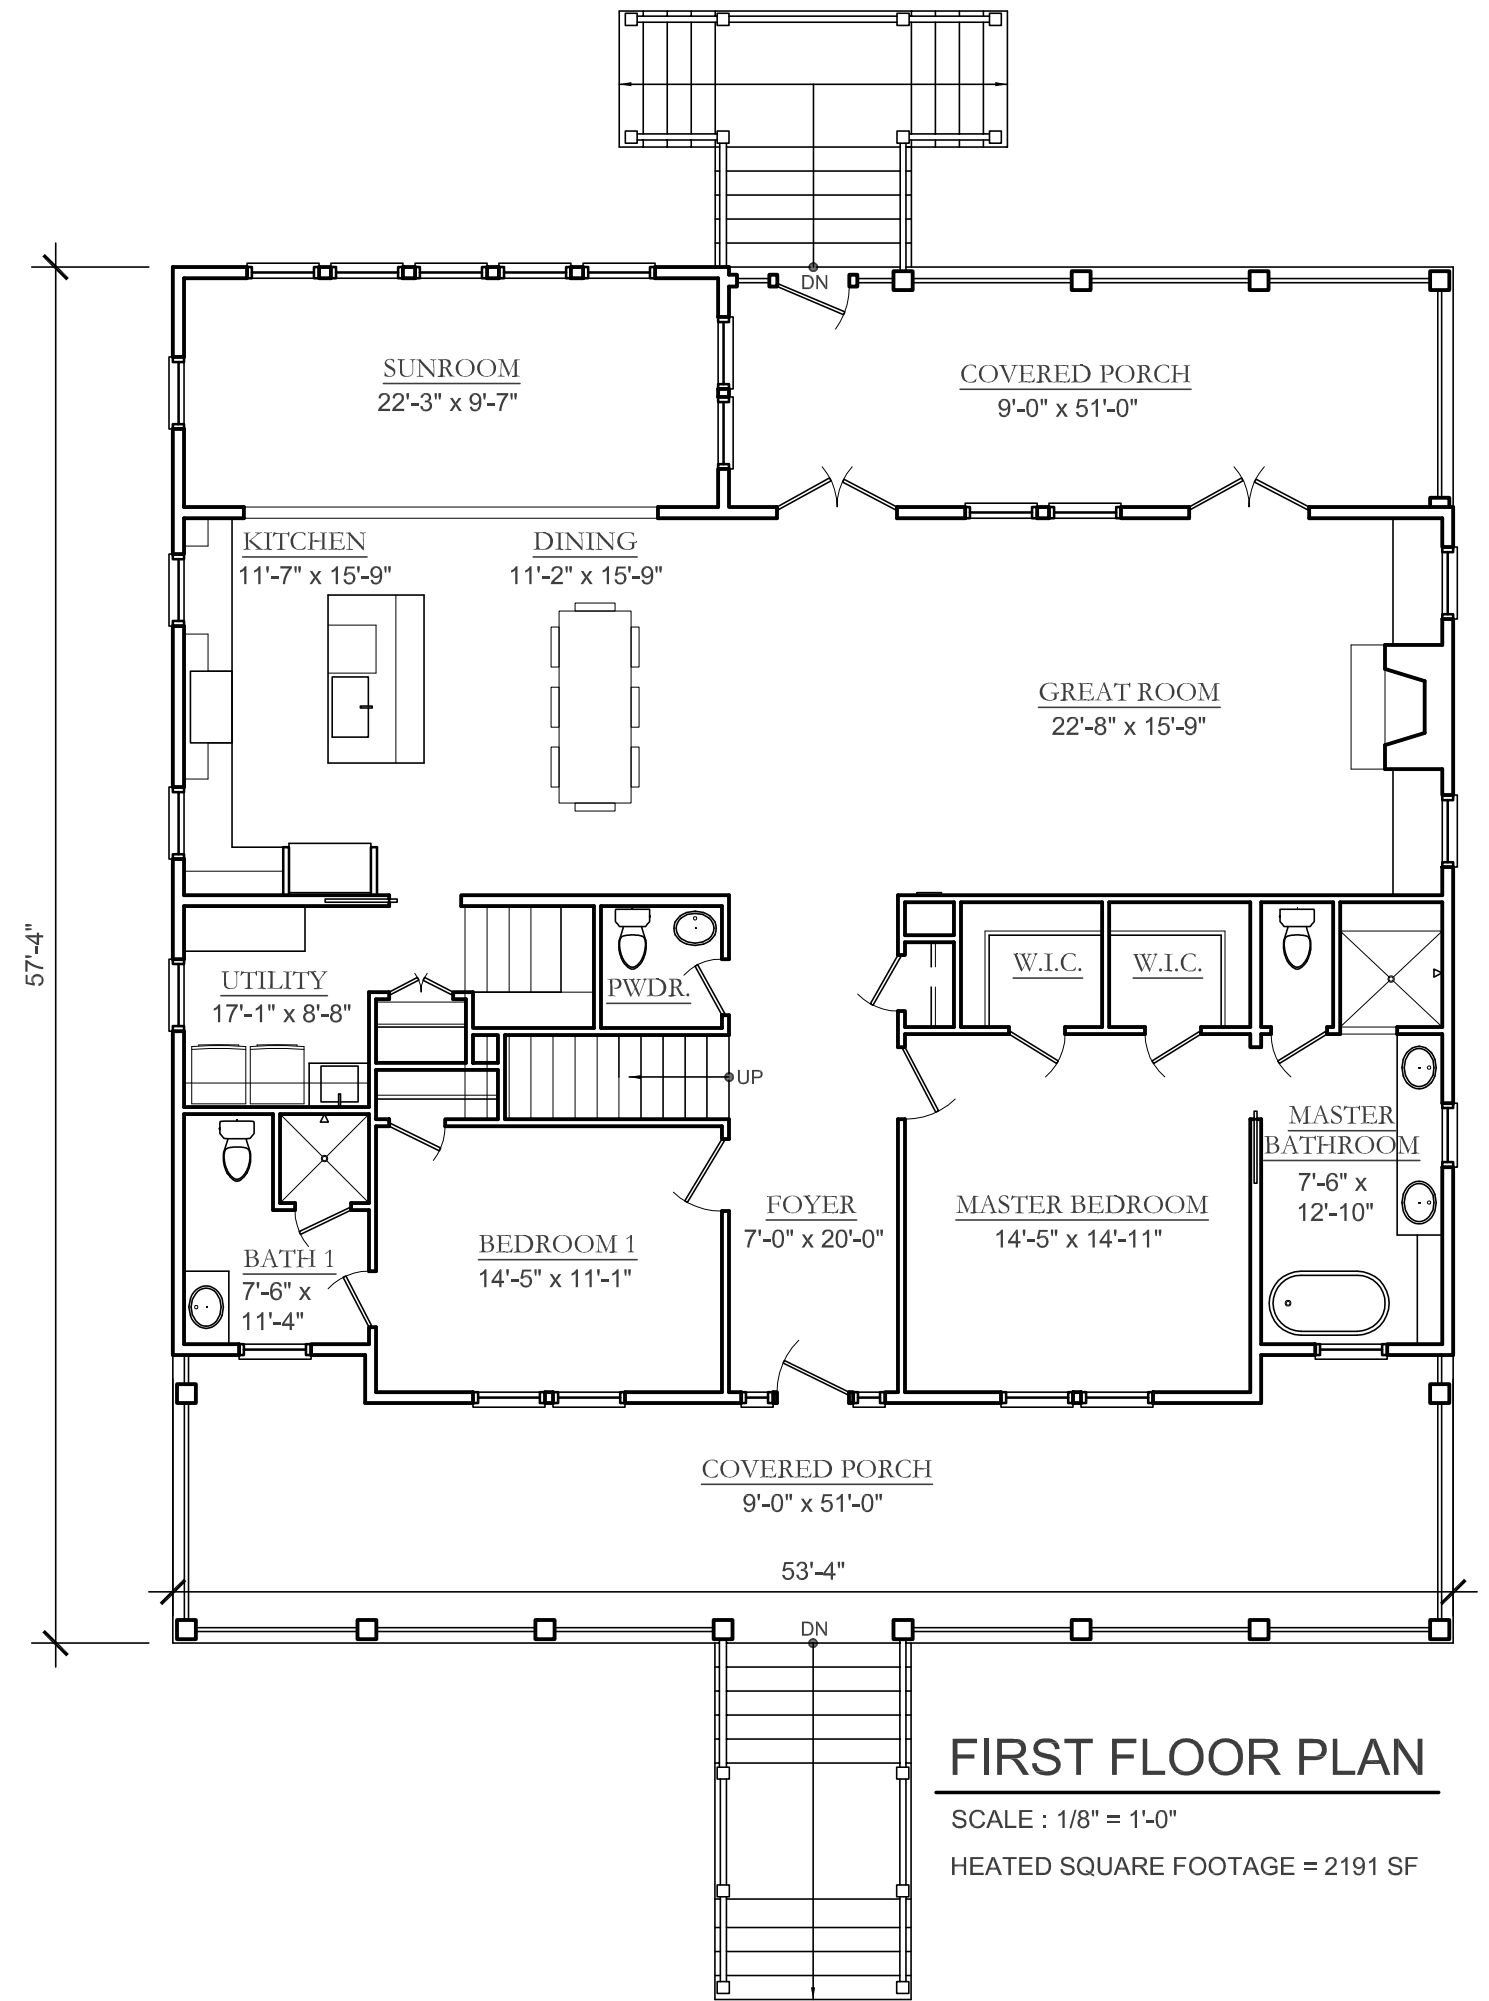 DN
SUNROOM
22'-3" x 9'-7"
COVERED PORCH
9'-0" x 51'-0"
KITCHEN
11'-7" x 15'-9"
DINING
11'-2" x 15'-9"
GREAT ROOM
22'-8" x 15'-9"
57'-4"
UTILITY
17'-1" x 8'-8"
PWDR.
W.I.C.
W.I.C.
UP
MASTER
BATHROOM
7'-6" x
12'-10"
FOYER
7'-0" x 20'-0"
MASTER BEDROOM
14'-5" x 14'-11"
BEDROOM 1
14'-5" x 11'-1"
BATH 1
7'-6" x
11'-4"
COVERED PORCH
9'-0" x 51'-0"
53'-4"
DN
FIRST FLOOR PLAN
SCALE : 1/8" = 1'-0"
HEATED SQUARE FOOTAGE = 2191 SF